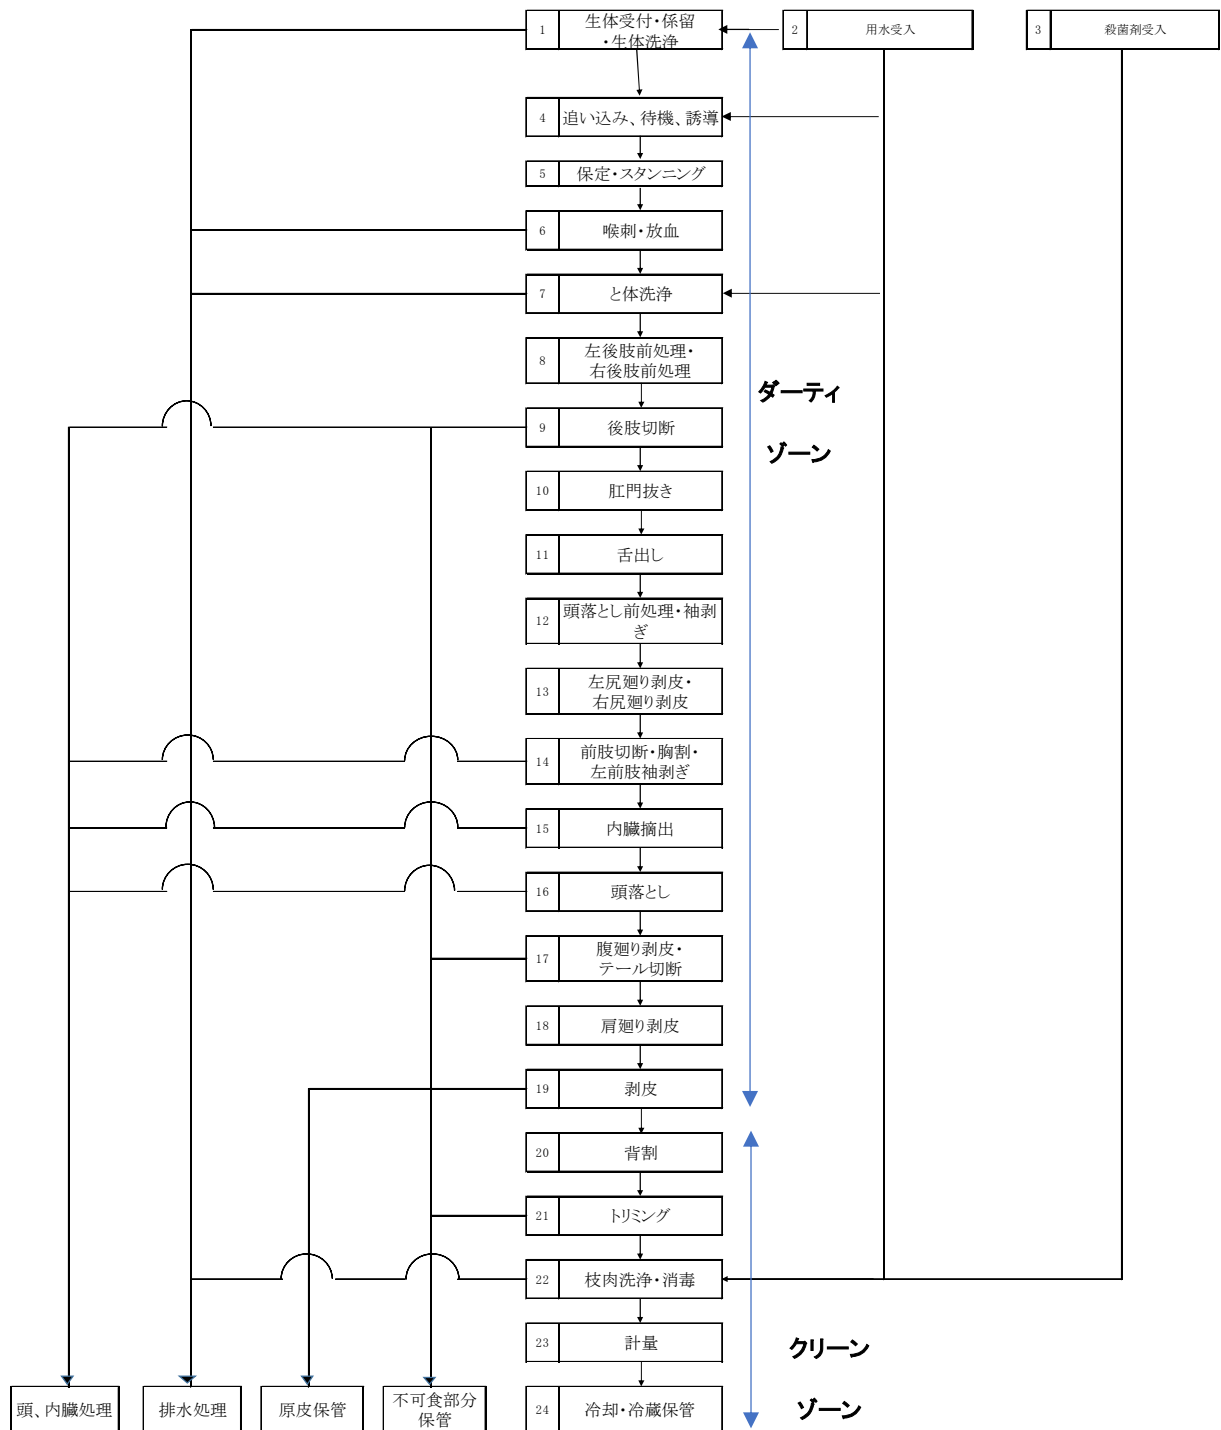 1 生体受付・係留
・生体洗浄
2 用水受入
3 殺菌剤受入
4 追い込み、待機、誘導
5 保定・スタンニング
6 喉刺・放血
7 と体洗浄
8 左後肢前処理・
右後肢前処理
ダーティ
9 後肢切断
ゾーン
10 肛門抜き
11 舌出し
12 頭落とし前処理・袖剥
ぎ
13 左尻廻り剥皮・
右尻廻り剥皮
14 前肢切断・胸割・
左前肢袖剥ぎ
15 内臓摘出
16 頭落とし
17 腹廻り剥皮・
テール切断
18 肩廻り剥皮
19 剥皮
20 背割
21 トリミング
22 枝肉洗浄・消毒
23 計量
クリーン
頭、内臓処理
排水処理
原皮保管
不可食部分
保管
24 冷却・冷蔵保管
ゾーン